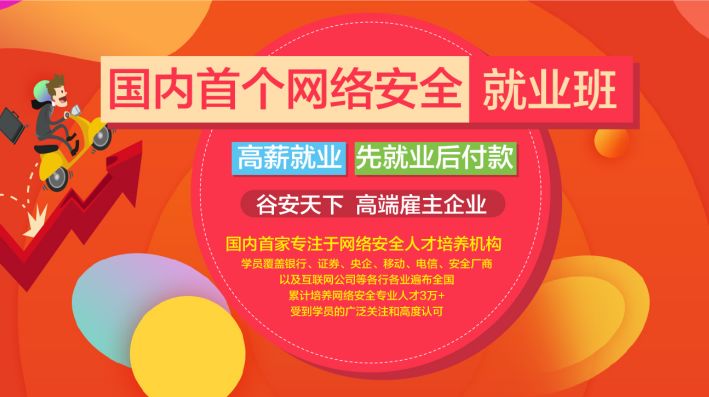 国内首个网络安全 就业班
高薪就业 先就业后付款
谷安天下 高端雇主企业
国内首家专注于网络安全人才培养机构
学员覆盖银行、证券、央企、移动、电信、安全厂商
以及互联网公司等各行各业遍布全国
累计培养网络安全专业人才3万+
受到学员的广泛关注和高度认可